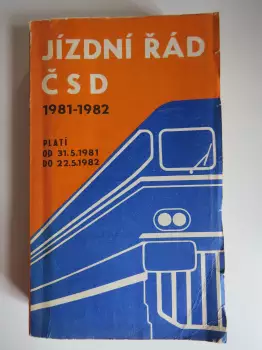 JÍZDNÍ ŘÁD
ČSD
1981-1982
PLATÍ
OD 31.5.1981
DO 22.5.1982